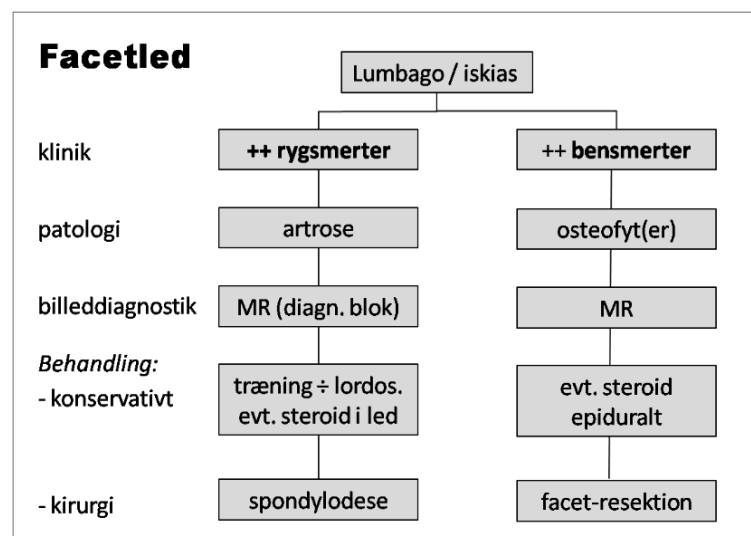 Facetled
Lumbago / iskias
klinik
++ rygsmerter
++ bensmerter
patologi
artrose
osteofyt(er)
billeddiagnostik
MR (diagn. blok)
MR
Behandling:
- konservativt
træning ÷ lordos.
evt. steroid i led
evt. steroid
epiduralt
- kirurgi
spondylodese
facet-resektion